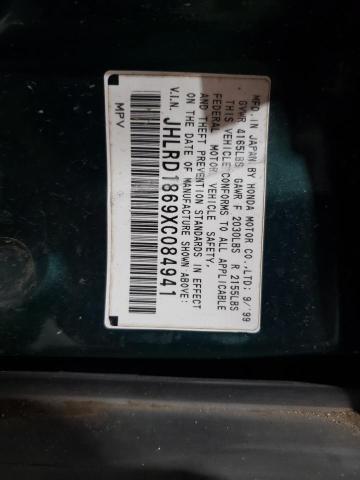 MFD. IN JAPAN BY HONDA MOTOR CO.,LTD: 9/'99
GVWR 4165LBS GAWR F 2030LBS R 2155LBS
THIS VEHICLE CONFORMS TO ALL APPLICABLE
FEDERAL MOTOR VEHICLE SAFETY,
AND THEFT PREVENTION STANDARDS IN EFFECT
ON THE DATE OF MANUFACTURE SHOWN ABOVE:
V.I.N. JHLRD1869XC084941
MPV